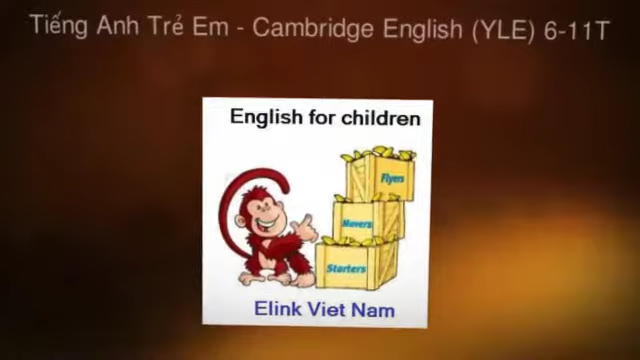 Tiếng Anh Trẻ Em - Cambridge English (YLE) 6-11T
English for children
Flyers
Movers
Starters
Elink Viet Nam